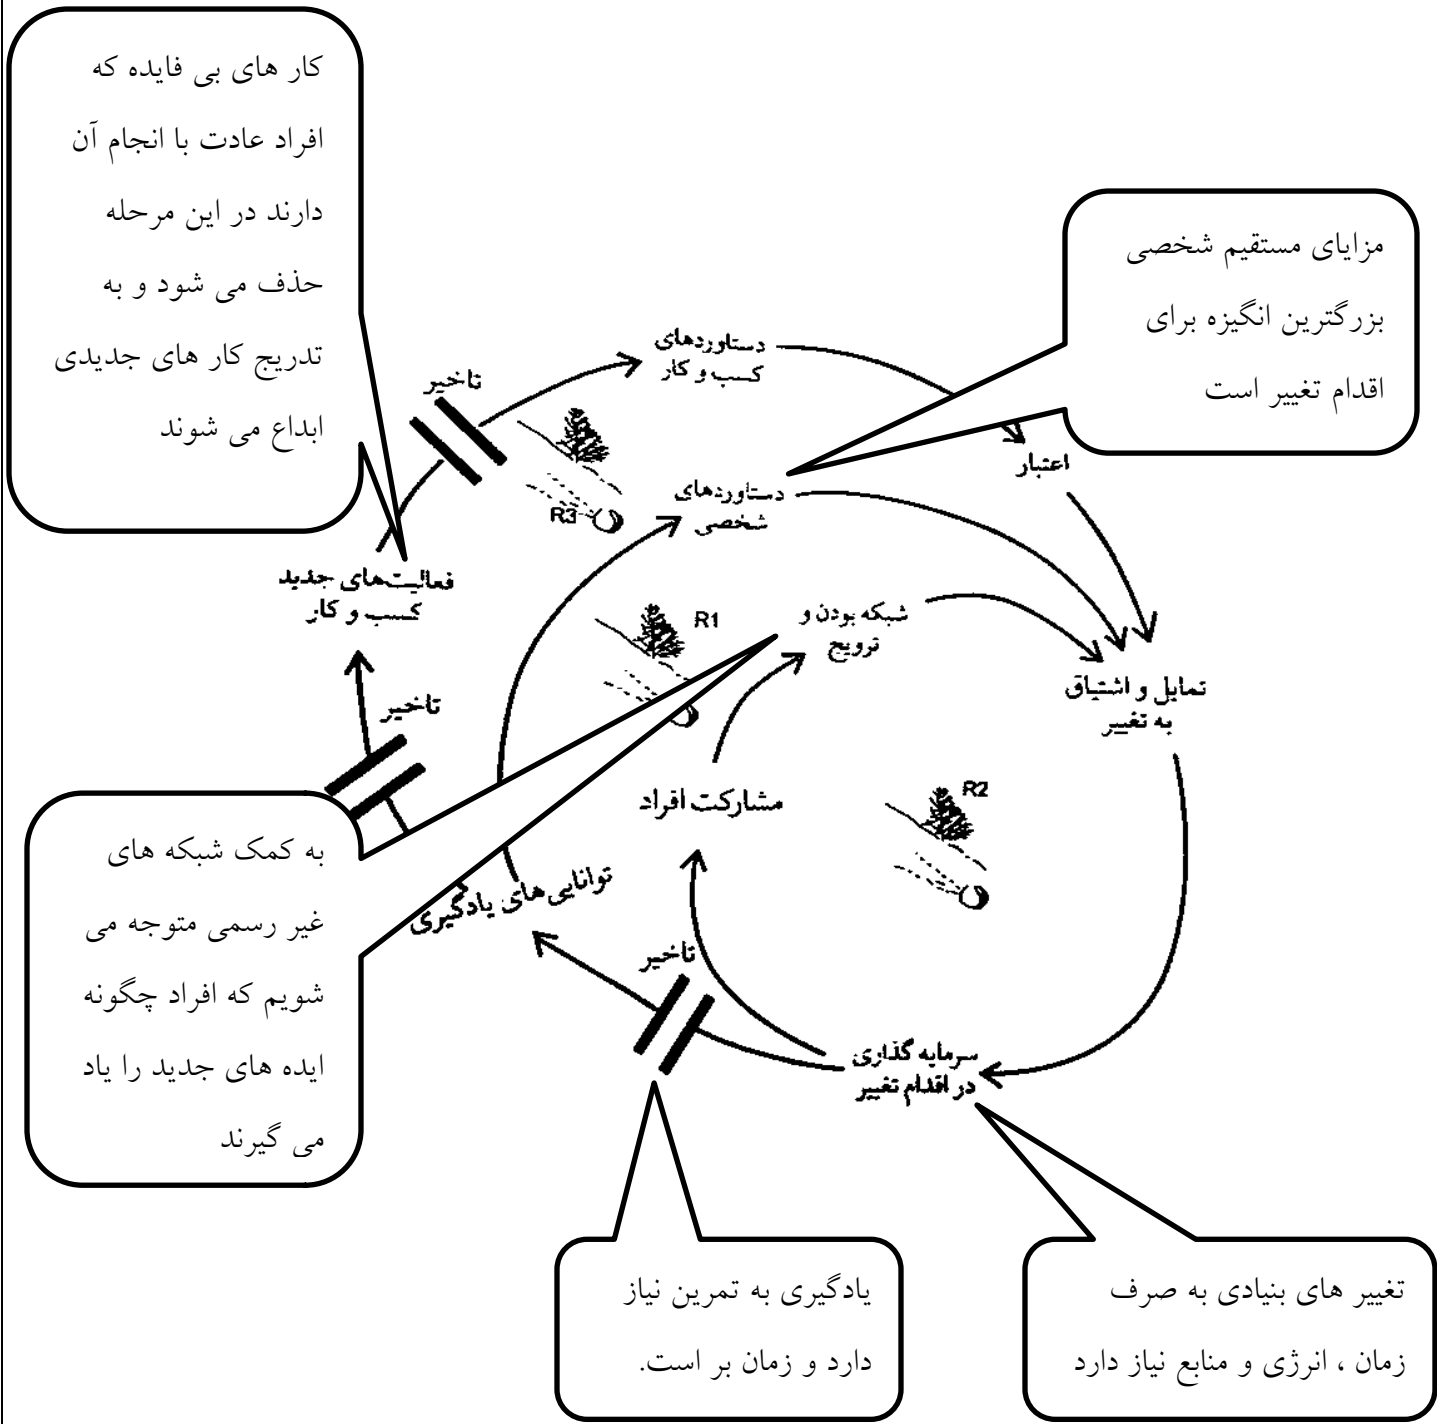 کار های بی فایده که
افراد عادت با انجام آن
دارند در این مرحله
حذف می شود و به
تدریج کار های جدیدی
ابداع می شوند
مزایای مستقیم شخصی
بزرگترین انگیزه برای
اقدام تغییر است
دستاوردهای
کسب و کار
تاخیر
اعتبار
دستاوردهای
شخصی
R3
فعالیت‌های جدید
کسب و کار
شبکه بودن و
ترویج
R1
تمایل و اشتیاق
به تغییر
تاخیر
مشارکت افراد
R2
به کمک شبکه های
غیر رسمی متوجه می
شویم که افراد چگونه
ایده های جدید را یاد
می گیرند
توانایی‌های یادگیری
تاخیر
سرمایه گذاری
در اقدام تغییر
یادگیری به تمرین نیاز
دارد و زمان بر است.
تغییر های بنیادی به صرف
زمان ، انرژی و منابع نیاز دارد